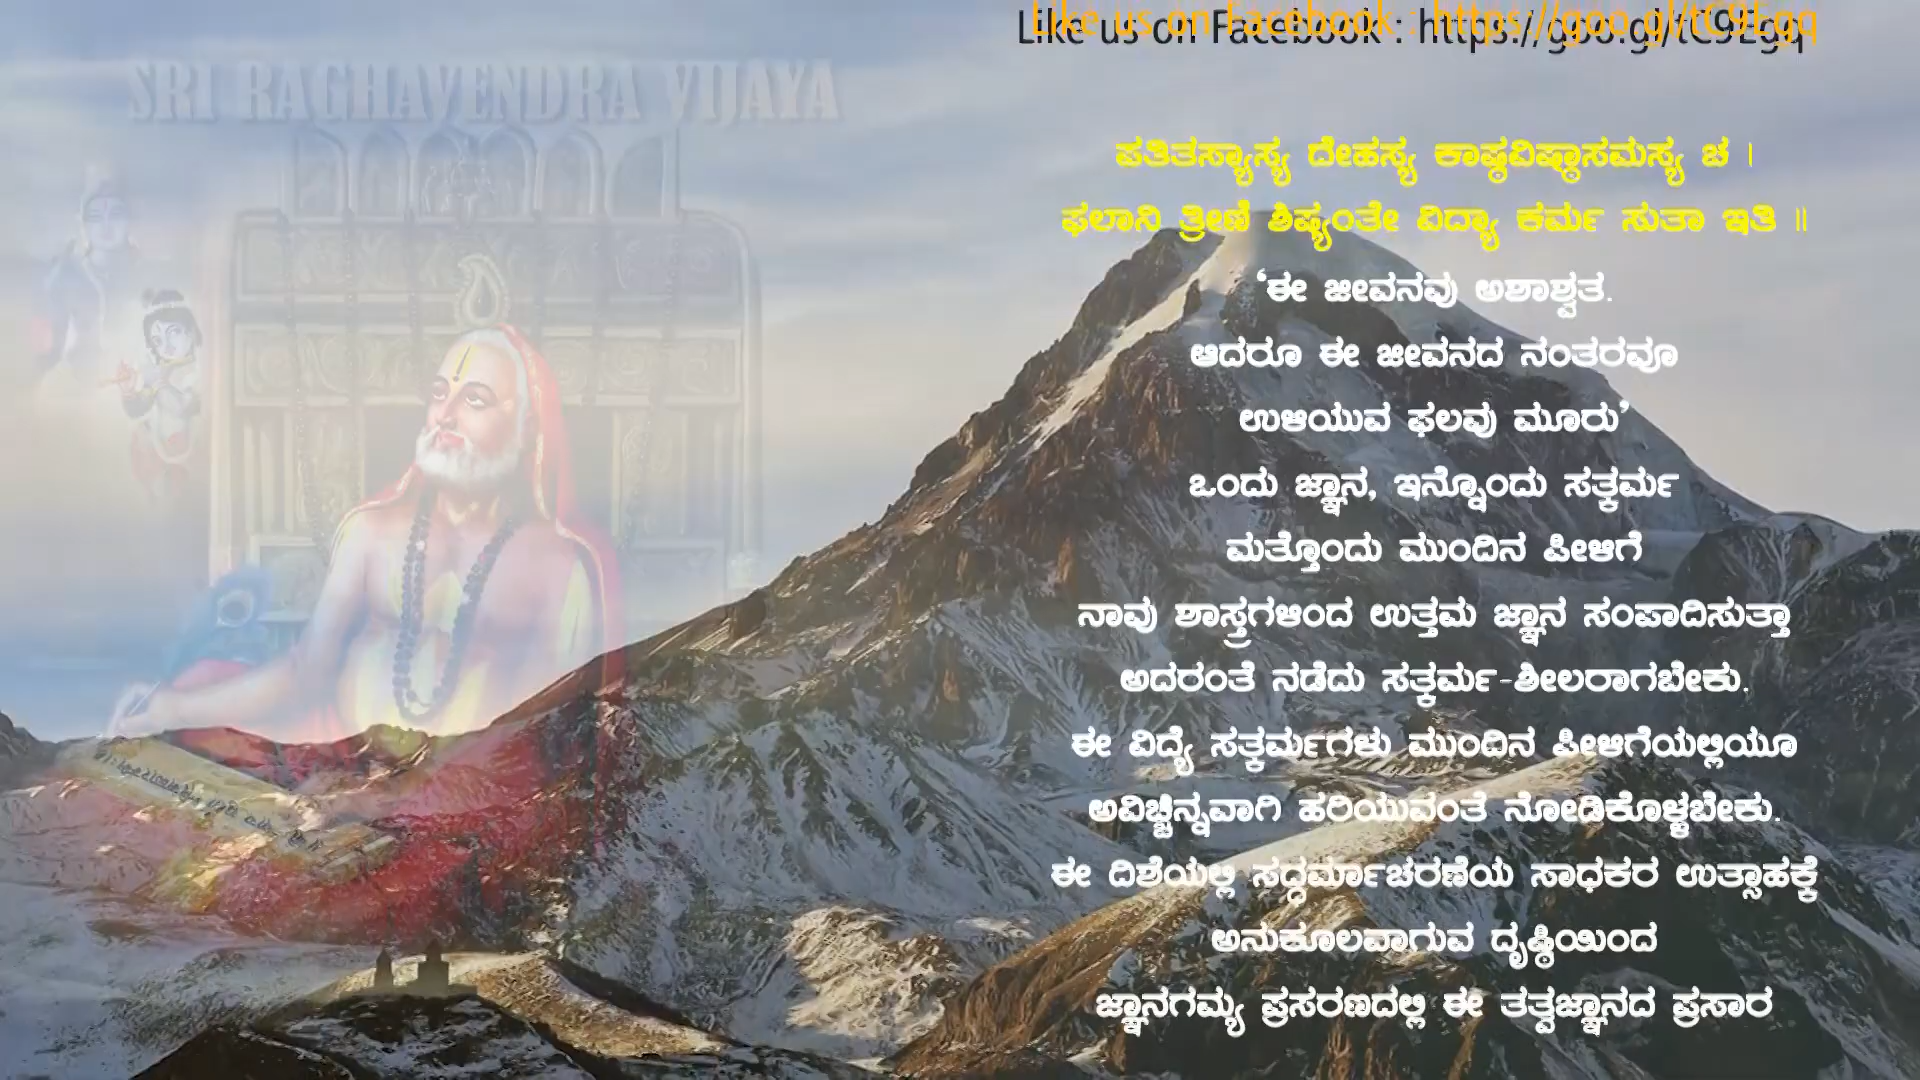 Like us on Facebook : https://goo.gl/tC9Egq
SRI RAGHAVENDRA VIJAYA
ಪತಿತಸ್ಯಾಸ್ಯ ದೇಹಸ್ಯ ಕಾಷ್ಠವಿಷ್ಠಾಸಮಸ್ಯ ಚ ।
ಫಲಾನಿ ತ್ರೀಣಿ ಶಿಷ್ಯಂತೇ ವಿದ್ಯಾ ಕರ್ಮ ಸುತಾ ಇತಿ ॥
‘ಈ ಜೀವನವು ಅಶಾಶ್ವತ.
ಆದರೂ ಈ ಜೀವನದ ನಂತರವೂ
ಉಳಿಯುವ ಫಲವು ಮೂರು’
ಒಂದು ಜ್ಞಾನ, ಇನ್ನೊಂದು ಸತ್ಕರ್ಮ
ಮತ್ತೊಂದು ಮುಂದಿನ ಪೀಳಿಗೆ
ನಾವು ಶಾಸ್ತ್ರಗಳಿಂದ ಉತ್ತಮ ಜ್ಞಾನ ಸಂಪಾದಿಸುತ್ತಾ
ಅದರಂತೆ ನಡೆದು ಸತ್ಕರ್ಮ-ಶೀಲರಾಗಬೇಕು.
ಈ ವಿದ್ಯೆ ಸತ್ಕರ್ಮಗಳು ಮುಂದಿನ ಪೀಳಿಗೆಯಲ್ಲಿಯೂ
ಅವಿಚ್ಛಿನ್ನವಾಗಿ ಹರಿಯುವಂತೆ ನೋಡಿಕೊಳ್ಳಬೇಕು.
ಈ ದಿಶೆಯಲ್ಲಿ ಸದ್ಧರ್ಮಾಚರಣೆಯ ಸಾಧಕರ ಉತ್ಸಾಹಕ್ಕೆ
ಅನುಕೂಲವಾಗುವ ದೃಷ್ಠಿಯಿಂದ
ಜ್ಞಾನಗಮ್ಯ ಪ್ರಸರಣದಲ್ಲಿ ಈ ತತ್ವಜ್ಞಾನದ ಪ್ರಸಾರ